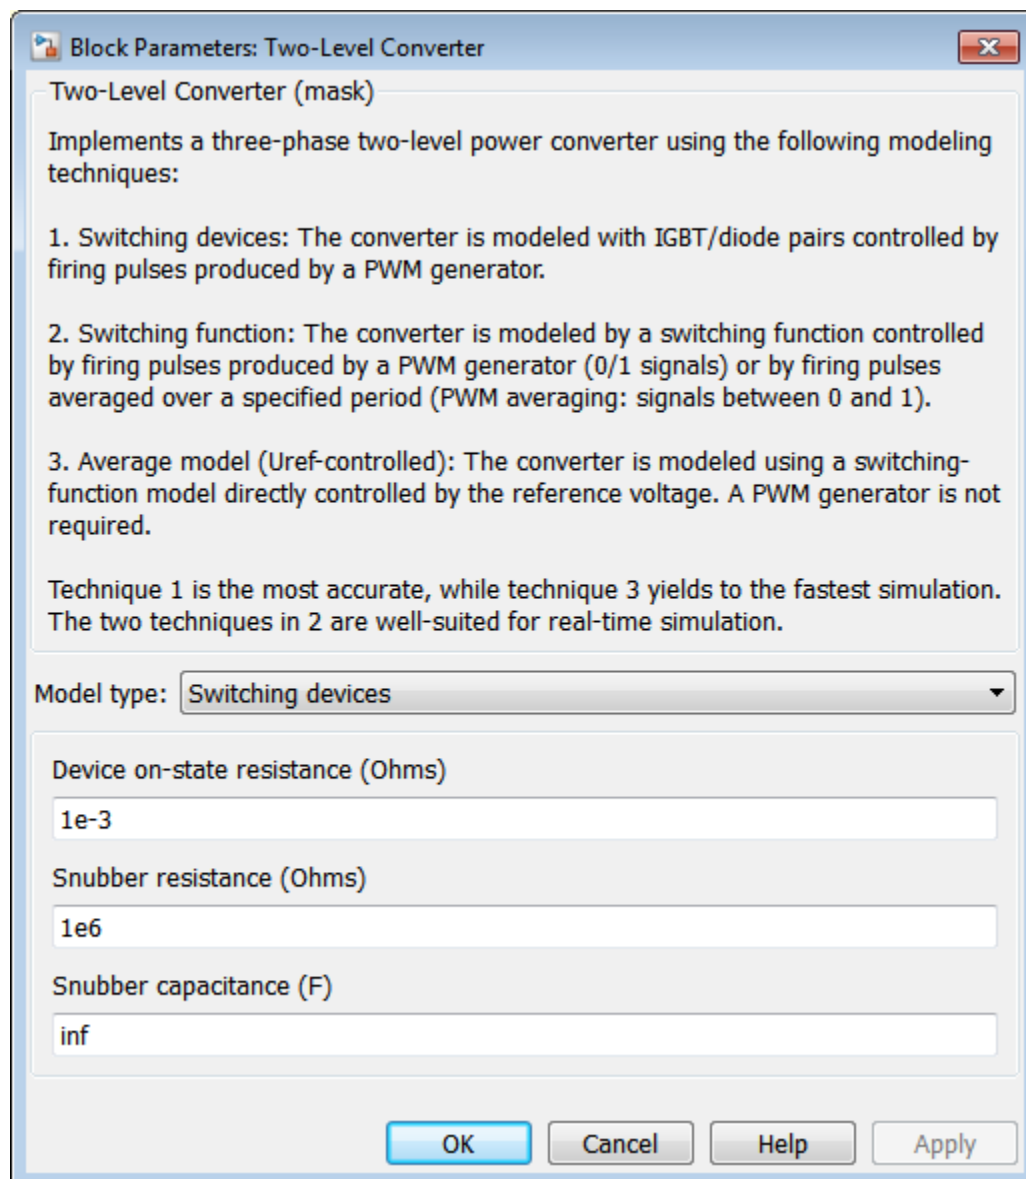 Block Parameters: Two-Level Converter
Two-Level Converter (mask)
Implements a three-phase two-level power converter using the following modeling
techniques:
1. Switching devices: The converter is modeled with IGBT/diode pairs controlled by
firing pulses produced by a PWM generator.
2. Switching function: The converter is modeled by a switching function controlled
by firing pulses produced by a PWM generator (0/1 signals) or by firing pulses
averaged over a specified period (PWM averaging: signals between 0 and 1).
3. Average model (Uref-controlled): The converter is modeled using a switching-
function model directly controlled by the reference voltage. A PWM generator is not
required.
Technique 1 is the most accurate, while technique 3 yields to the fastest simulation.
The two techniques in 2 are well-suited for real-time simulation.
Model type: Switching devices
Device on-state resistance (Ohms)
1e-3
Snubber resistance (Ohms)
1e6
Snubber capacitance (F)
inf
OK Cancel Help Apply